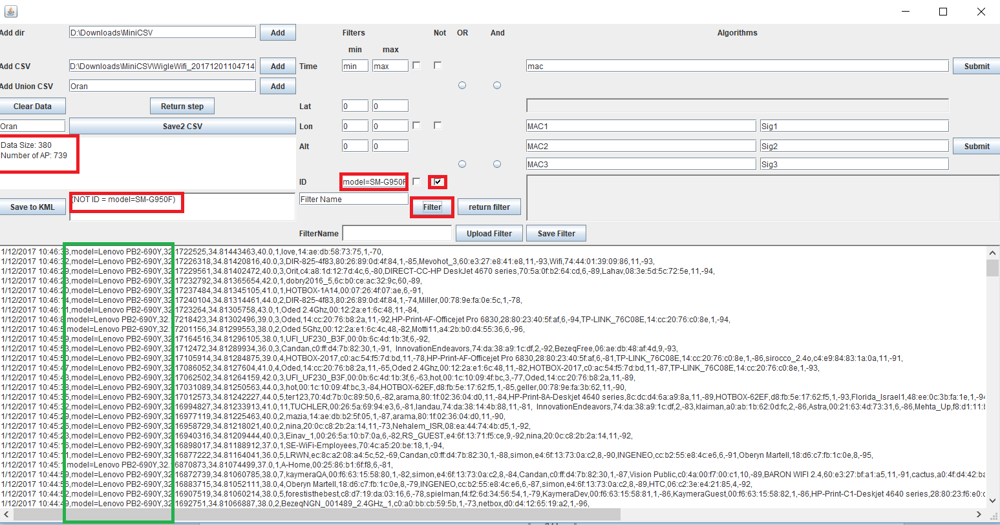 Add dir D:\Downloads\MiniCSV Add Filters Not OR And Algorithms
min max
Add CSV D:\Downloads\MiniCSV\WigleWifi_20171201104714 Add Time min max mac Submit
Add Union CSV Oran Add
Clear Data Return step Lat 0 0
Oran Save2 CSV Lon 0 0 MAC1 Sig1
Data Size: 380 Alt 0 0 MAC2 Sig2 Submit
Number of AP: 739
MAC3 Sig3
ID model=SM-G950F
Save to KML (NOT ID = model=SM-G950F) Filter Name
Filter return filter
FilterName Upload Filter Save Filter
1/12/2017 10:46:38,model=Lenovo PB2-690Y,32.1722525,34.81443463,40.0,1,love,14:ae:db:58:73:75,1,-70,
1/12/2017 10:46:32,model=Lenovo PB2-690Y,32.17226318,34.81420816,40.0,3,DIR-825-4f83,80:26:89:0d:4f:84,1,-85,Mevohot_3,60:e3:27:e8:41:e8,11,-93,Wifi,74:44:01:39:09:86,11,-93,
1/12/2017 10:46:29,model=Lenovo PB2-690Y,32.17229561,34.81402472,40.0,3,Orit,c4:a8:1d:12:7d:4c,6,-80,DIRECT-CC-HP DeskJet 4670 series,70:5a:0f:b2:64:cd,6,-89,Lahav,08:3e:5d:5c:72:5e,11,-94,
1/12/2017 10:46:23,model=Lenovo PB2-690Y,32.17232792,34.81365654,42.0,1,dobry2016_5,6c:b0:ce:ac:32:9c,60,-89,
1/12/2017 10:46:20,model=Lenovo PB2-690Y,32.17237484,34.81345105,41.0,1,HOTBOX-1A14,00:07:26:4f:07:ae,6,-91,
1/12/2017 10:46:14,model=Lenovo PB2-690Y,32.17240104,34.81314461,44.0,2,DIR-825-4f83,80:26:89:0d:4f:84,1,-74,Miller,00:78:9e:fa:0e:5c,1,-78,
1/12/2017 10:46:11,model=Lenovo PB2-690Y,32.1723264,34.81305758,43.0,1,Oded 2.4Ghz,00:12:2a:e1:6c:48,11,-84,
1/12/2017 10:46:8,model=Lenovo PB2-690Y,32.17218423,34.81302496,39.0,3,Oded,14:cc:20:76:b8:2a,11,-92,HP-Print-AF-Officejet Pro 6830,28:80:23:40:5f:af,6,-94,TP-LINK_76C08E,14:cc:20:76:c0:8e,1,-94,
1/12/2017 10:46:5,model=Lenovo PB2-690Y,32.17201156,34.81299553,38.0,2,Oded 5Ghz,00:12:2a:e1:6c:4c,48,-82,Motti11,a4:2b:b0:d4:55:36,6,-96,
1/12/2017 10:45:59,model=Lenovo PB2-690Y,32.17164516,34.81296105,38.0,1,UFI_UF230_B3F,00:0b:6c:4d:1b:3f,6,-92,
1/12/2017 10:45:53,model=Lenovo PB2-690Y,32.1712472,34.81289934,36.0,3,Candan,c0:ff:d4:7b:82:30,1,-91, InnovationEndeavors,74:da:38:a9:1c:df,2,-92,BezeqFree,06:ae:db:48:af:4d,9,-93,
1/12/2017 10:45:50,model=Lenovo PB2-690Y,32.17105914,34.81284875,39.0,4,HOTBOX-2017,c0:ac:54:f5:7d:bd,11,-78,HP-Print-AF-Officejet Pro 6830,28:80:23:40:5f:af,6,-81,TP-LINK_76C08E,14:cc:20:76:c0:8e,1,-86,sirocco_2.4o,c4:e9:84:83:1a:0a,11,-91,
1/12/2017 10:45:47,model=Lenovo PB2-690Y,32.17086052,34.8127604,41.0,4,Oded,14:cc:20:76:b8:2a,11,-65,Oded 2.4Ghz,00:12:2a:e1:6c:48,11,-82,HOTBOX-2017,c0:ac:54:f5:7d:bd,11,-87,TP-LINK_76C08E,14:cc:20:76:c0:8e,1,-93,
1/12/2017 10:45:45,model=Lenovo PB2-690Y,32.17062502,34.81264159,42.0,3,UFI_UF230_B3F,00:0b:6c:4d:1b:3f,6,-63,hot,00:1c:10:09:4f:bc,3,-77,Oded,14:cc:20:76:b8:2a,11,-89,
1/12/2017 10:45:38,model=Lenovo PB2-690Y,32.17031089,34.81250563,44.0,3,hot,00:1c:10:09:4f:bc,3,-84,HOTBOX-62EF,d8:fb:5e:17:62:f5,1,-85,geller,00:78:9e:fa:3b:62,11,-90,
1/12/2017 10:45:35,model=Lenovo PB2-690Y,32.17012573,34.81242227,44.0,5,ter123,70:4d:7b:0c:89:50,6,-82,arama,80:1f:02:36:04:d0,11,-84,HP-Print-8A-Deskjet 4640 series,8c:dc:d4:6a:a9:8a,11,-89,HOTBOX-62EF,d8:fb:5e:17:62:f5,1,-93,Florida_Israel1,48:ee:0c:3b:fa:1e,1,-94
1/12/2017 10:45:32,model=Lenovo PB2-690Y,32.16994827,34.81233913,41.0,11,TUCHLER,00:26:5a:69:94:e3,6,-81,landau,74:da:38:14:4b:88,11,-81, InnovationEndeavors,74:da:38:a9:1c:df,2,-83,klaiman,a0:ab:1b:62:0d:fc,2,-86,Astra,00:21:63:4d:73:31,6,-86,Mehta_Up,f8:d1:11:b
1/12/2017 10:45:29,model=Lenovo PB2-690Y,32.16977119,34.81225463,40.0,2,mazia,14:ae:db:b2:5f:05,1,-87,arama,80:1f:02:36:04:d0,11,-90,
1/12/2017 10:45:26,model=Lenovo PB2-690Y,32.16958729,34.81218021,40.0,2,nina,20:0c:c8:2b:2a:14,11,-73,Nehalem_ISR,08:ea:44:74:4b:d5,1,-92,
1/12/2017 10:45:23,model=Lenovo PB2-690Y,32.16940316,34.81209444,40.0,3,Einav_1,00:26:5a:10:b7:0a,6,-82,RS_GUEST,e4:6f:13:71:f5:ce,9,-92,nina,20:0c:c8:2b:2a:14,11,-92,
1/12/2017 10:45:16,model=Lenovo PB2-690Y,32.16898017,34.81188912,37.0,1,SE-WiFi-Employees,70:4c:a5:20:be:18,1,-94,
1/12/2017 10:45:11,model=Lenovo PB2-690Y,32.16877222,34.81164041,36.0,5,LRWN,ec:8c:a2:08:a4:5c,52,-69,Candan,c0:ff:d4:7b:82:30,1,-88,simon,e4:6f:13:73:0a:c2,8,-90,INGENEO,cc:b2:55:e8:4c:e6,6,-91,Oberyn Martell,18:d6:c7:fb:1c:0e,8,-95,
1/12/2017 10:45:1,model=Lenovo PB2-690Y,32.16870873,34.81074499,37.0,1,A-Home,00:25:86:b1:6f:f8,6,-81,
1/12/2017 10:44:59,model=Lenovo PB2-690Y,32.16872739,34.81060785,38.0,7,kaymeraQA,00:f6:63:15:58:80,1,-82,simon,e4:6f:13:73:0a:c2,8,-84,Candan,c0:ff:d4:7b:82:30,1,-87,Vision Public,c0:4a:00:f7:00:c1,10,-89,BARON WIFI 2.4,60:e3:27:bf:a1:a5,11,-91,cactus,a0:4f:d4:42:ba
1/12/2017 10:44:56,model=Lenovo PB2-690Y,32.16883715,34.81052111,38.0,4,Oberyn Martell,18:d6:c7:fb:1c:0e,8,-79,INGENEO,cc:b2:55:e8:4c:e6,6,-87,simon,e4:6f:13:73:0a:c2,8,-89,HTC,06:c2:3e:e4:21:85,4,-92,
1/12/2017 10:44:52,model=Lenovo PB2-690Y,32.16907519,34.81060214,38.0,5,forestisthebest,c8:d7:19:da:03:16,6,-78,spielman,f4:f2:6d:34:56:54,1,-79,KaymeraDev,00:f6:63:15:58:81,1,-86,KaymeraGuest,00:f6:63:15:58:82,1,-86,HP-Print-C1-Deskjet 4640 series,28:80:23:f6:e0:c
1/12/2017 10:44:49,model=Lenovo PB2-690Y,32.1692751,34.81066887,38.0,2,BezeqNGN_001489_2.4GHz_1,c0:a0:bb:cb:59:5b,1,-73,netbox,d0:d4:12:65:19:a2,1,-96,